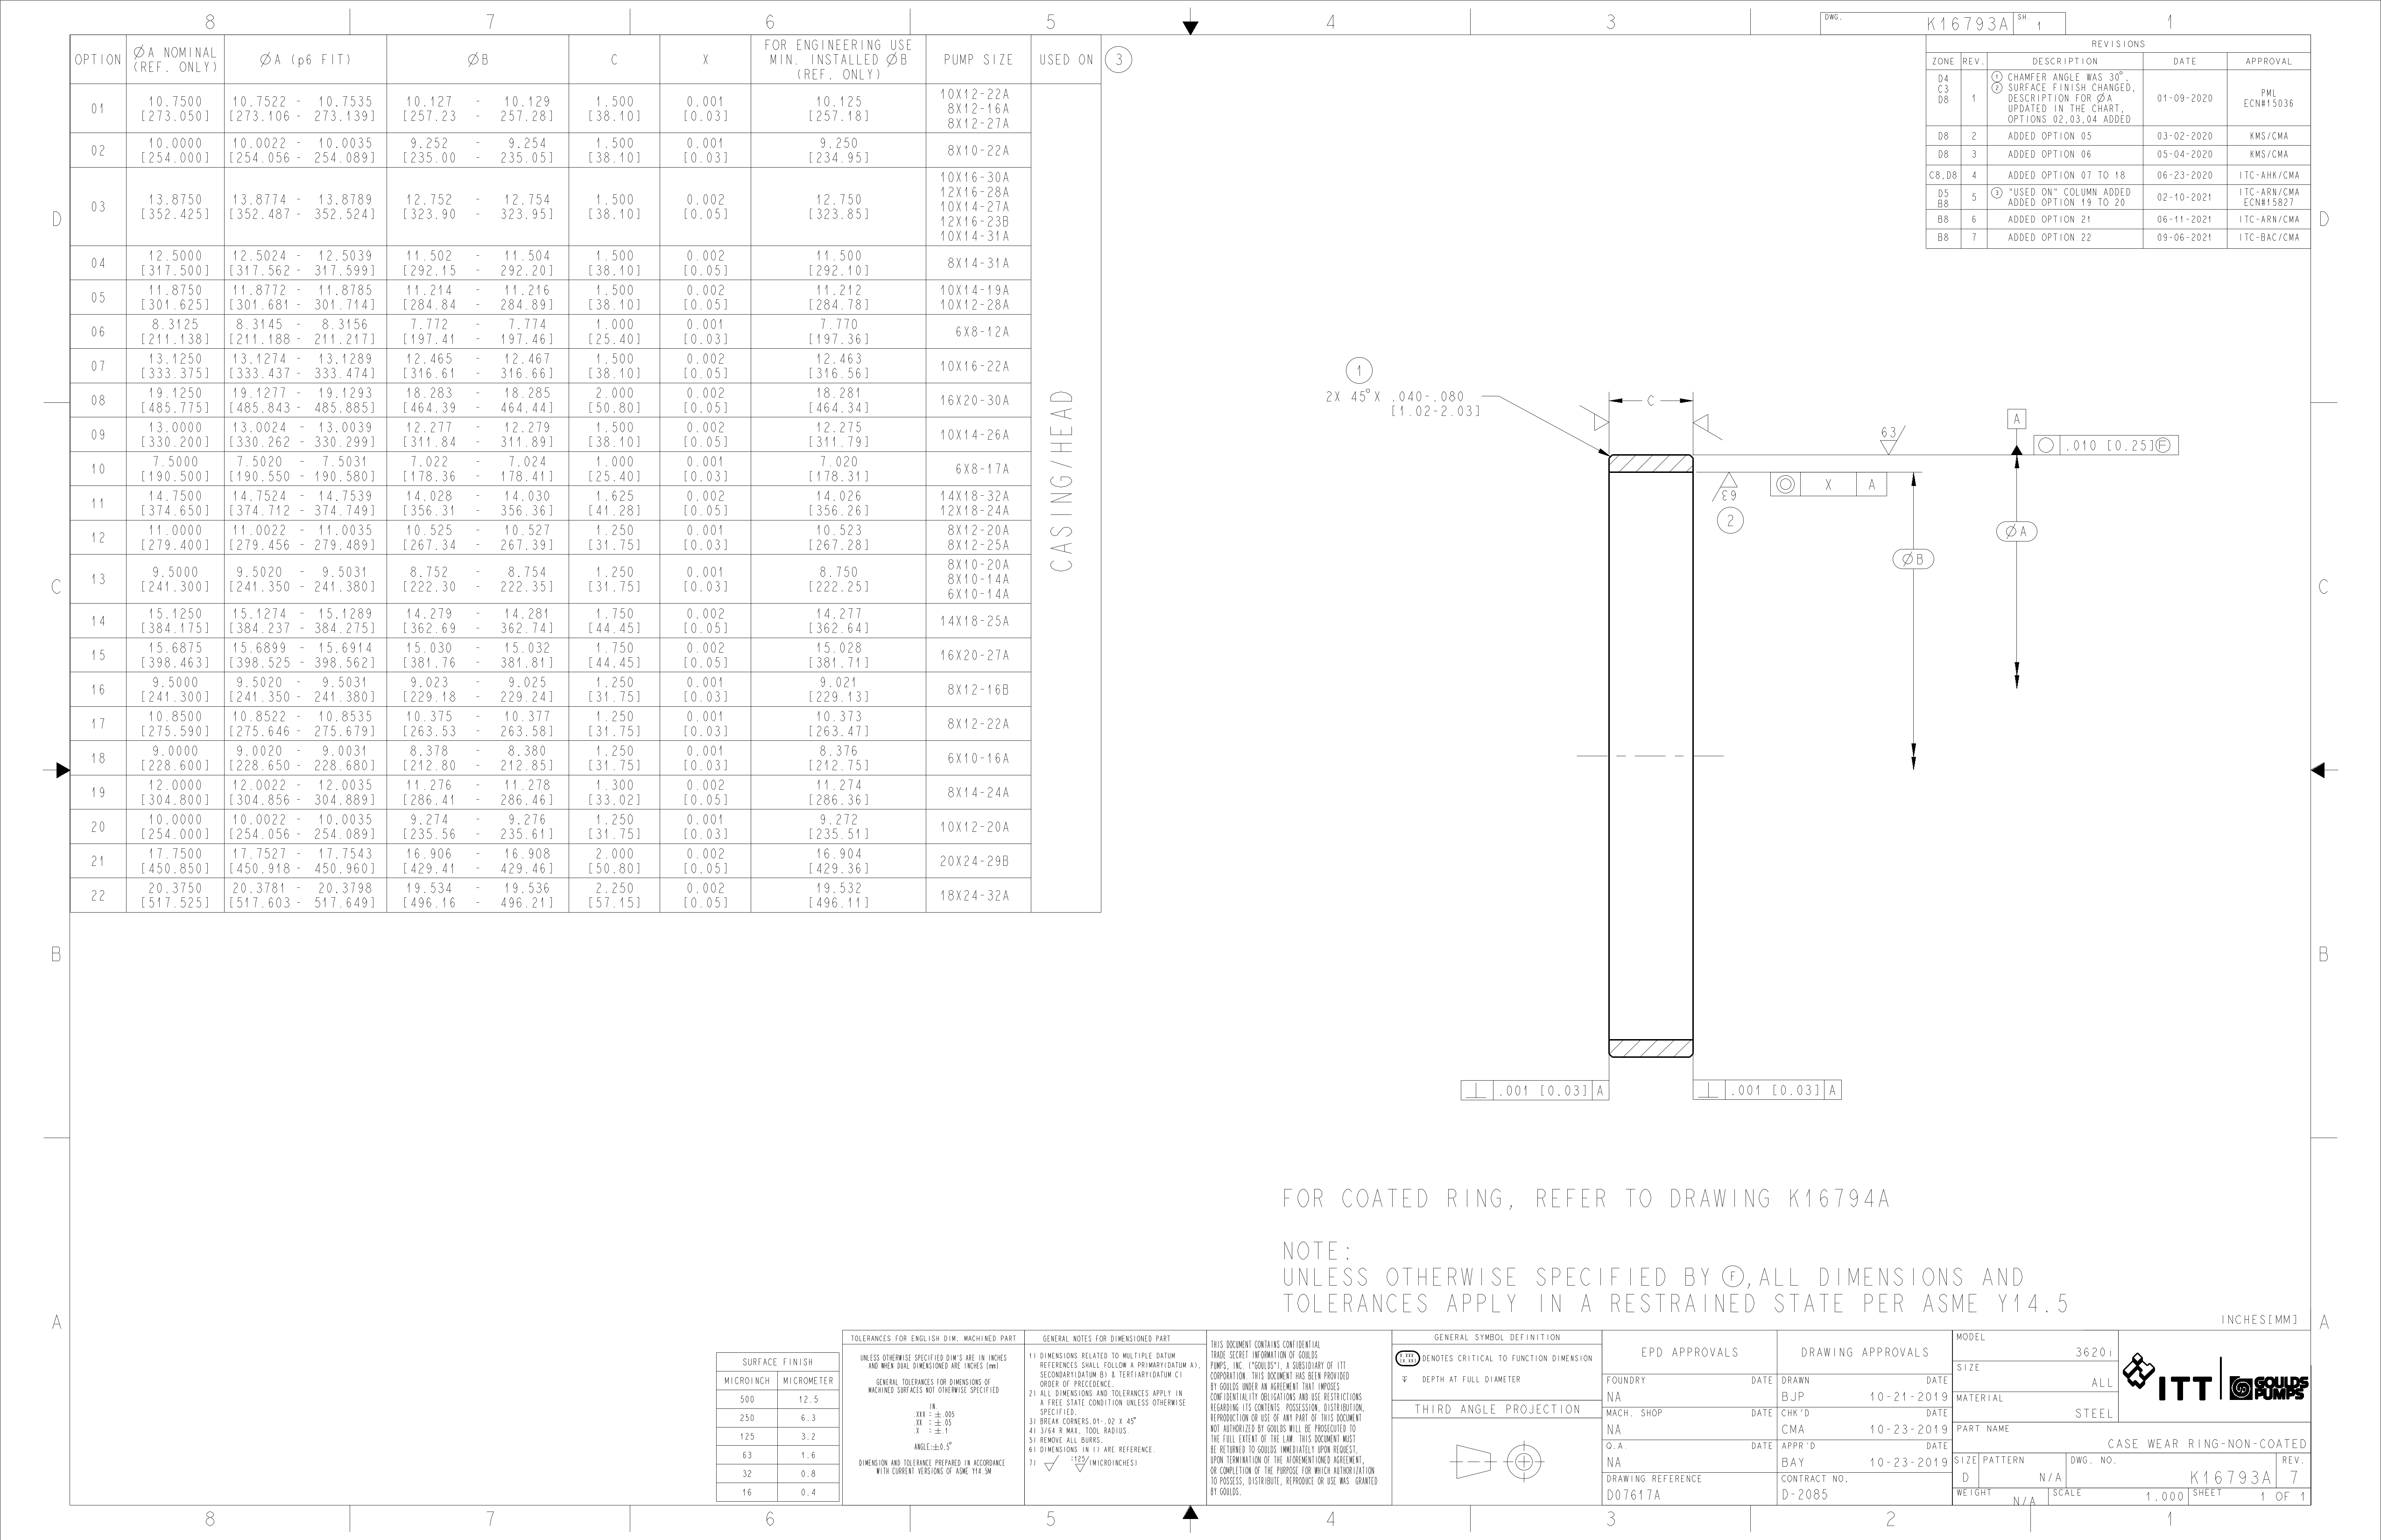 8 7 6 5 4 3 1
DWG. K16793A SH. 1
OPTION ØA NOMINAL (REF. ONLY) ØA (p6 FIT) ØB C X FOR ENGINEERING USE MIN. INSTALLED ØB (REF. ONLY) PUMP SIZE USED ON 3
01 10.7500 10.7522 - 10.7535 10.127 - 10.129 1.500 0.001 10.125 10X12-22A
[273.050] [273.106 - 273.139] [257.23 - 257.28] [38.10] [0.03] [257.18] 8X12-16A
8X12-27A
02 10.0000 10.0022 - 10.0035 9.252 - 9.254 1.500 0.001 9.250 8X10-22A
[254.000] [254.056 - 254.089] [235.00 - 235.05] [38.10] [0.03] [234.95]
03 13.8750 13.8774 - 13.8789 12.752 - 12.754 1.500 0.002 12.750 10X16-30A
[352.425] [352.487 - 352.524] [323.90 - 323.95] [38.10] [0.05] [323.85] 12X16-28A
10X14-27A
12X16-23B
10X14-31A
04 12.5000 12.5024 - 12.5039 11.502 - 11.504 1.500 0.002 11.500 8X14-31A
[317.500] [317.562 - 317.599] [292.15 - 292.20] [38.10] [0.05] [292.10]
05 11.8750 11.8772 - 11.8785 11.214 - 11.216 1.500 0.002 11.212 10X14-19A
[301.625] [301.681 - 301.714] [284.84 - 284.89] [38.10] [0.05] [284.78] 10X12-28A
06 8.3125 8.3145 - 8.3156 7.772 - 7.774 1.000 0.001 7.770 6X8-12A
[211.138] [211.188 - 211.217] [197.41 - 197.46] [25.40] [0.03] [197.36]
07 13.1250 13.1274 - 13.1289 12.465 - 12.467 1.500 0.002 12.463 10X16-22A
[333.375] [333.437 - 333.474] [316.61 - 316.66] [38.10] [0.05] [316.56]
08 19.1250 19.1277 - 19.1293 18.283 - 18.285 2.000 0.002 18.281 16X20-30A
[485.775] [485.843 - 485.885] [464.39 - 464.44] [50.80] [0.05] [464.34]
09 13.0000 13.0024 - 13.0039 12.277 - 12.279 1.500 0.002 12.275 10X14-26A
[330.200] [330.262 - 330.299] [311.84 - 311.89] [38.10] [0.05] [311.79]
10 7.5000 7.5020 - 7.5031 7.022 - 7.024 1.000 0.001 7.020 6X8-17A
[190.500] [190.550 - 190.580] [178.36 - 178.41] [25.40] [0.03] [178.31]
11 14.7500 14.7524 - 14.7539 14.028 - 14.030 1.625 0.002 14.026 14X18-32A
[374.650] [374.712 - 374.749] [356.31 - 356.36] [41.28] [0.05] [356.26] 12X18-24A
12 11.0000 11.0022 - 11.0035 10.525 - 10.527 1.250 0.001 10.523 8X12-20A
[279.400] [279.456 - 279.489] [267.34 - 267.39] [31.75] [0.03] [267.28] 8X12-25A
13 9.5000 9.5020 - 9.5031 8.752 - 8.754 1.250 0.001 8.750 8X10-20A
[241.300] [241.350 - 241.380] [222.30 - 222.35] [31.75] [0.03] [222.25] 8X10-14A
6X10-14A
14 15.1250 15.1274 - 15.1289 14.279 - 14.281 1.750 0.002 14.277 14X18-25A
[384.175] [384.237 - 384.275] [362.69 - 362.74] [44.45] [0.05] [362.64]
15 15.6875 15.6899 - 15.6914 15.030 - 15.032 1.750 0.002 15.028 16X20-27A
[398.463] [398.525 - 398.562] [381.76 - 381.81] [44.45] [0.05] [381.71]
16 9.5000 9.5020 - 9.5031 9.023 - 9.025 1.250 0.001 9.021 8X12-16B
[241.300] [241.350 - 241.380] [229.18 - 229.24] [31.75] [0.03] [229.13]
17 10.8500 10.8522 - 10.8535 10.375 - 10.377 1.250 0.001 10.373 8X12-22A
[275.590] [275.646 - 275.679] [263.53 - 263.58] [31.75] [0.03] [263.47]
18 9.0000 9.0020 - 9.0031 8.378 - 8.380 1.250 0.001 8.376 6X10-16A
[228.600] [228.650 - 228.680] [212.80 - 212.85] [31.75] [0.03] [212.75]
19 12.0000 12.0022 - 12.0035 11.276 - 11.278 1.300 0.002 11.274 8X14-24A
[304.800] [304.856 - 304.889] [286.41 - 286.46] [33.02] [0.05] [286.36]
20 10.0000 10.0022 - 10.0035 9.274 - 9.276 1.250 0.001 9.272 10X12-20A
[254.000] [254.056 - 254.089] [235.56 - 235.61] [31.75] [0.03] [235.51]
21 17.7500 17.7527 - 17.7543 16.906 - 16.908 2.000 0.002 16.904 20X24-29B
[450.850] [450.918 - 450.960] [429.41 - 429.46] [50.80] [0.05] [429.36]
22 20.3750 20.3781 - 20.3798 19.534 - 19.536 2.250 0.002 19.532 18X24-32A
[517.525] [517.603 - 517.649] [496.16 - 496.21] [57.15] [0.05] [496.11]
CASING/HEAD
REVISIONS
ZONE REV. DESCRIPTION DATE APPROVAL
D4 C3 D8 1 ① CHAMFER ANGLE WAS 30°,
② SURFACE FINISH CHANGED,
DESCRIPTION FOR ØA
UPDATED IN THE CHART,
OPTIONS 02,03,04 ADDED
01-09-2020 PML ECN#15036
D8 2 ADDED OPTION 05 03-02-2020 KMS/CMA
D8 3 ADDED OPTION 06 05-04-2020 KMS/CMA
C8,D8 4 ADDED OPTION 07 TO 18 06-23-2020 ITC-AHK/CMA
D5 B8 5 ③ "USED ON" COLUMN ADDED
ADDED OPTION 19 TO 20
02-10-2021 ITC-ARN/CMA ECN#15827
B8 6 ADDED OPTION 21 06-11-2021 ITC-ARN/CMA
B8 7 ADDED OPTION 22 09-06-2021 ITC-BAC/CMA
D D
C C
B B
A A
1
2X 45° X .040-.080
[1.02-2.03]
C
63
A
.010 [0.25] Ⓕ
63
2
X A
ØA
ØB
.001 [0.03] A
.001 [0.03] A
FOR COATED RING, REFER TO DRAWING K16794A
NOTE:
UNLESS OTHERWISE SPECIFIED BY Ⓕ,ALL DIMENSIONS AND
TOLERANCES APPLY IN A RESTRAINED STATE PER ASME Y14.5
INCHES[MM]
SURFACE FINISH
MICROINCH MICROMETER
500 12.5
250 6.3
125 3.2
63 1.6
32 0.8
16 0.4
TOLERANCES FOR ENGLISH DIM. MACHINED PART
UNLESS OTHERWISE SPECIFIED DIM'S ARE IN INCHES
AND WHEN DUAL DIMENSIONED ARE INCHES [mm]
GENERAL TOLERANCES FOR DIMENSIONS OF
MACHINED SURFACES NOT OTHERWISE SPECIFIED
IN.
.XXX = ±.005
.XX = ±.05
.X = ±.1
ANGLE:±0.5°
DIMENSION AND TOLERANCE PREPARED IN ACCORDANCE
WITH CURRENT VERSIONS OF ASME Y14.5M
GENERAL NOTES FOR DIMENSIONED PART
1) DIMENSIONS RELATED TO MULTIPLE DATUM
REFERENCES SHALL FOLLOW A PRIMARY(DATUM A),
SECONDARY(DATUM B) & TERTIARY(DATUM C)
ORDER OF PRECEDENCE.
2) ALL DIMENSIONS AND TOLERANCES APPLY IN
A FREE STATE CONDITION UNLESS OTHERWISE
SPECIFIED.
3) BREAK CORNERS.01-.02 X 45°
4) 3/64 R MAX. TOOL RADIUS.
5) REMOVE ALL BURRS.
6) DIMENSIONS IN () ARE REFERENCE.
7) =125 (MICROINCHES)
THIS DOCUMENT CONTAINS CONFIDENTIAL
TRADE SECRET INFORMATION OF GOULDS
PUMPS, INC. ("GOULDS"), A SUBSIDIARY OF ITT
CORPORATION. THIS DOCUMENT HAS BEEN PROVIDED
BY GOULDS UNDER AN AGREEMENT THAT IMPOSES
CONFIDENTIALITY OBLIGATIONS AND USE RESTRICTIONS
REGARDING ITS CONTENTS. POSSESSION, DISTRIBUTION,
REPRODUCTION OR USE OF ANY PART OF THIS DOCUMENT
NOT AUTHORIZED BY GOULDS WILL BE PROSECUTED TO
THE FULL EXTENT OF THE LAW. THIS DOCUMENT MUST
BE RETURNED TO GOULDS IMMEDIATELY UPON REQUEST,
UPON TERMINATION OF THE AFOREMENTIONED AGREEMENT,
OR COMPLETION OF THE PURPOSE FOR WHICH AUTHORIZATION
TO POSSESS, DISTRIBUTE, REPRODUCE OR USE WAS GRANTED
BY GOULDS.
GENERAL SYMBOL DEFINITION
X.XXX [X.XX] DENOTES CRITICAL TO FUNCTION DIMENSION
DEPTH AT FULL DIAMETER
THIRD ANGLE PROJECTION
EPD APPROVALS
FOUNDRY DATE
NA
MACH. SHOP DATE
NA
Q.A. DATE
NA
DRAWING REFERENCE
D07617A
DRAWING APPROVALS
DRAWN DATE
BJP 10-21-2019
CHK'D DATE
CMA 10-23-2019
APPR'D DATE
BAY 10-23-2019
CONTRACT NO.
D-2085
MODEL
3620i
SIZE
ALL
MATERIAL
STEEL
ITT GOULDS PUMPS
PART NAME
CASE WEAR RING-NON-COATED
SIZE PATTERN DWG. NO. REV.
D N/A K16793A 7
WEIGHT N/A SCALE 1.000 SHEET 1 OF 1
8 7 6 5 4 3 2 1